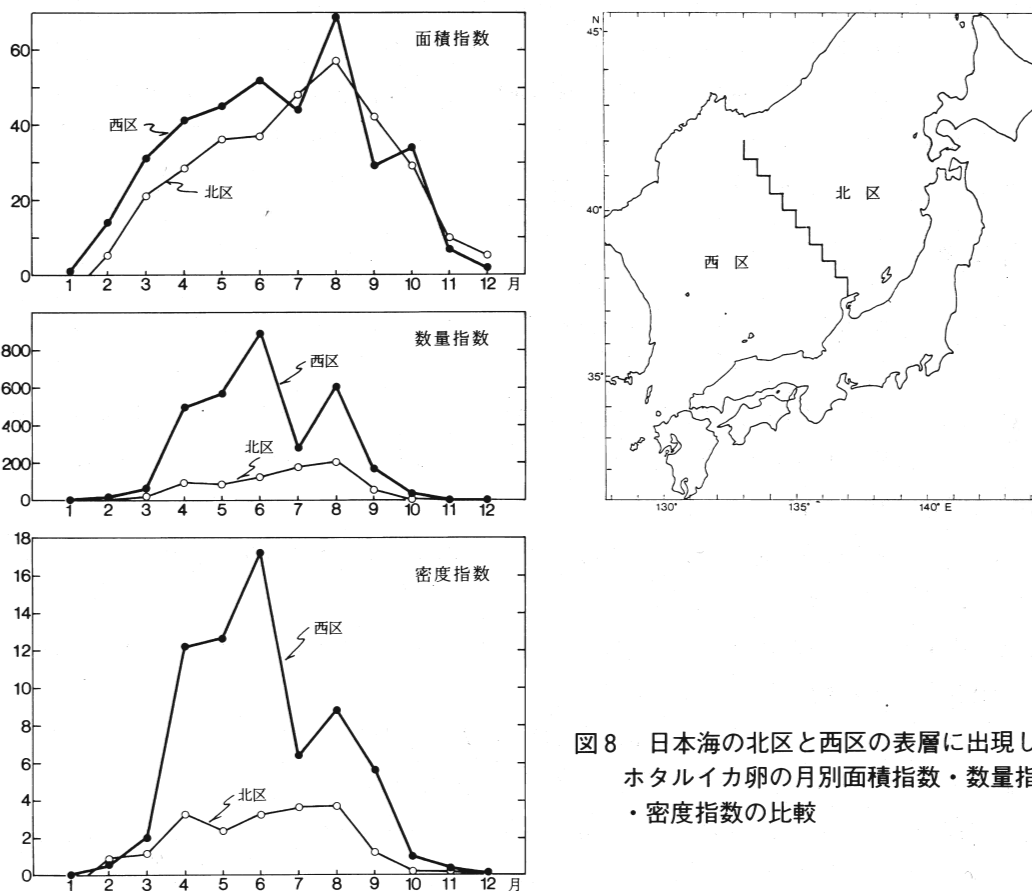 面積指数
60
40
20
0
西区
北区
1 2 3 4 5 6 7 8 9 10 11 12 月
数量指数
800
600
400
200
0
西区
北区
1 2 3 4 5 6 7 8 9 10 11 12
密度指数
18
16
14
12
10
8
6
4
2
0
西区
北区
1 2 3 4 5 6 7 8 9 10 11 12 月
N
45°
40°
35°
北区
西区
130° 135° 140° E
図8 日本海の北区と西区の表層に出現し
ホタルイカ卵の月別面積指数・数量指
・密度指数の比較